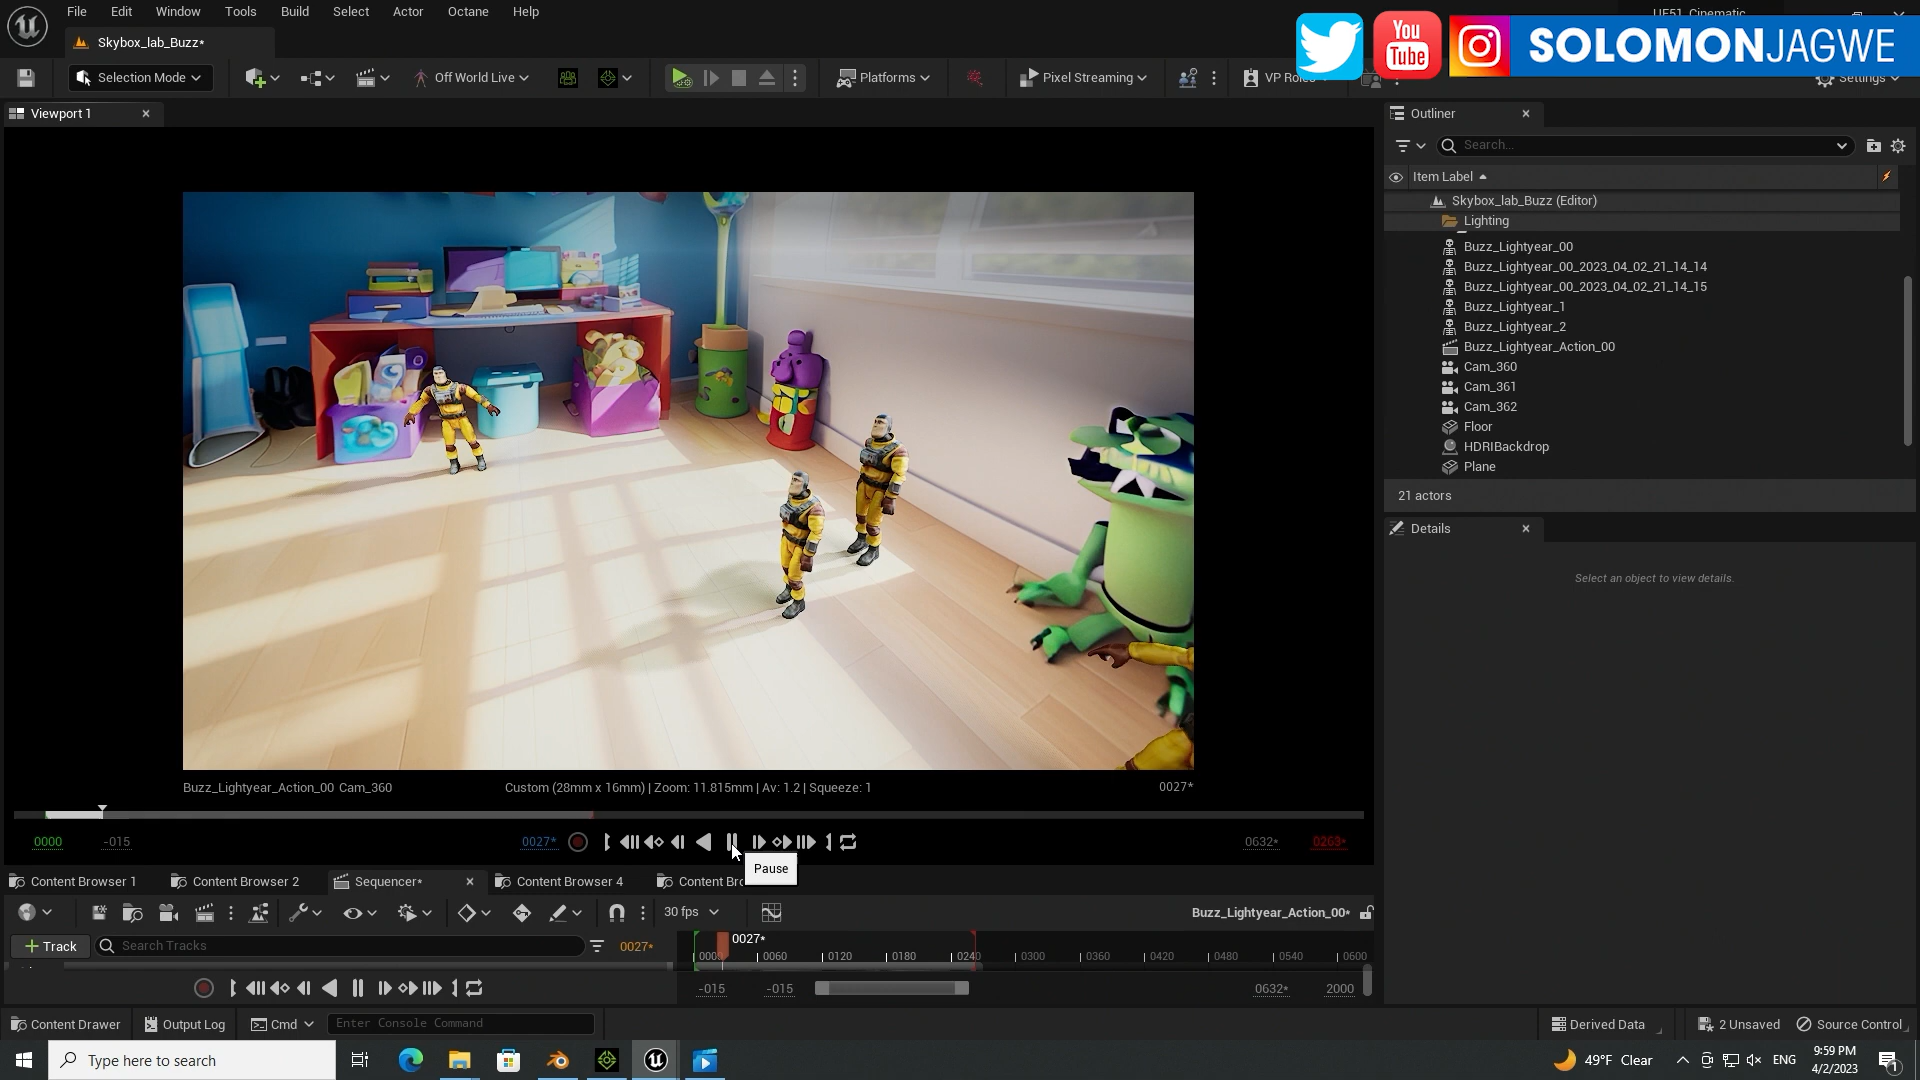 File Edit Window Tools Build Select Actor Octane Help
Skybox_lab_Buzz*
You
Tube
SOLOMONJAGWE
Selection Mode
Off World Live
Platforms
Pixel Streaming
Settings
Viewport 1
Outliner
Search...
Item Label
Skybox_lab_Buzz (Editor)
Lighting
Buzz_Lightyear_00
Buzz_Lightyear_00_2023_04_02_21_14_14
Buzz_Lightyear_00_2023_04_02_21_14_15
Buzz_Lightyear_1
Buzz_Lightyear_2
Buzz_Lightyear_Action_00
Cam_360
Cam_361
Cam_362
Floor
HDRIBackdrop
Plane
21 actors
Details
Select an object to view details.
Buzz_Lightyear_Action_00 Cam_360 Custom (28mm x 16mm) | Zoom: 11.815mm | Av: 1.2 | Squeeze: 1 0027*
0000 -015 0027* 0632* 0263*
Pause
Content Browser 1 Content Browser 2 Sequencer* Content Browser 4
30 fps Buzz_Lightyear_Action_00*
+ Track Search Tracks 0027* 0027*
0060 0120 0180 0240 0300 0360 0420 0480 0540 0600
-015 -015 0632* 2000
Content Drawer Output Log Cmd Enter Console Command Derived Data 2 Unsaved Source Control
Type here to search 49°F Clear ENG 9:59 PM
4/2/2023
1